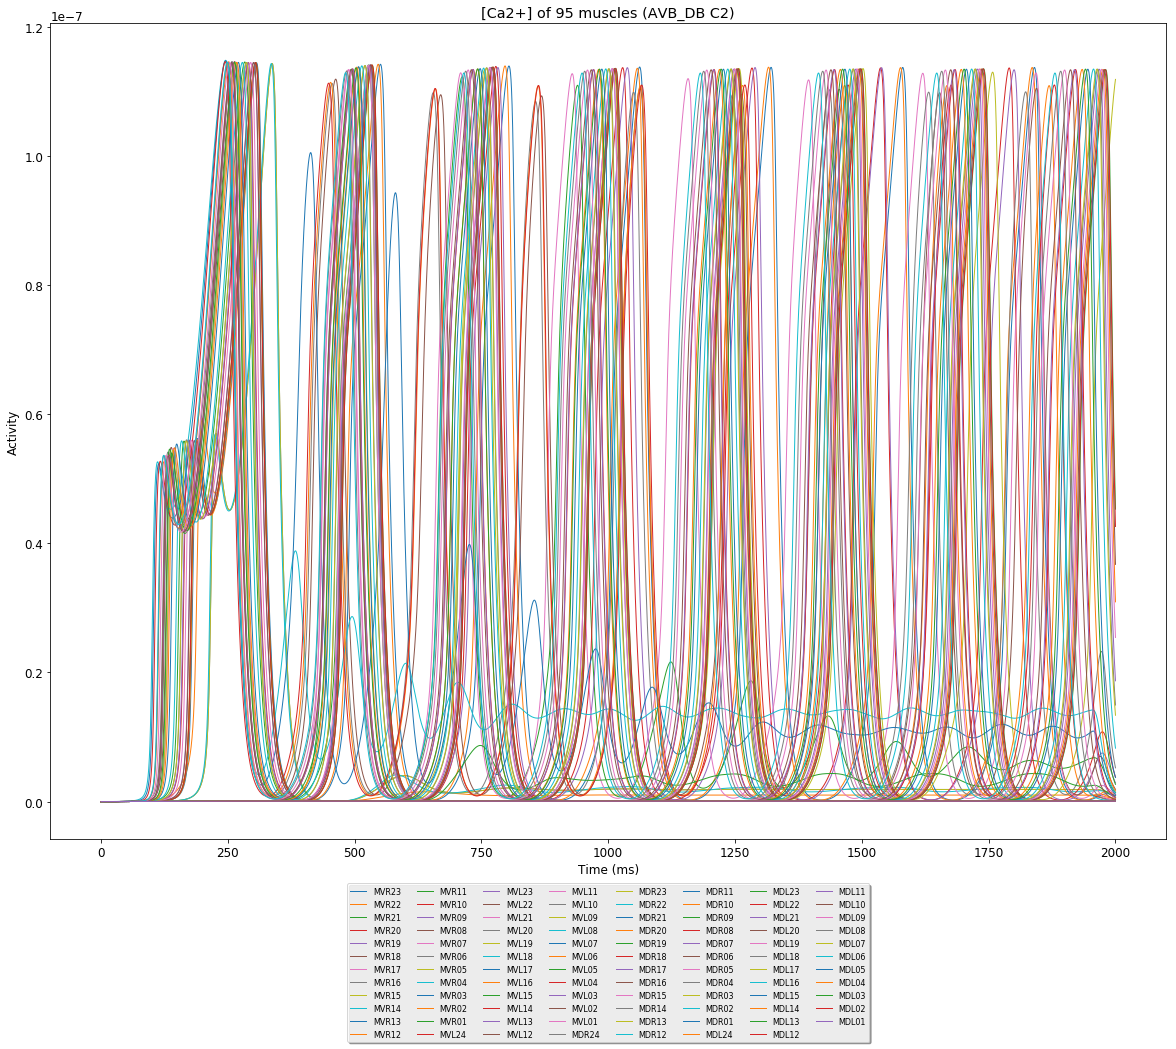 [Ca2+] of 95 muscles (AVB_DB C2)
1e−7
1.2
1.0
0.8
0.6
0.4
0.2
0.0
Activity
0 250 500 750 1000 1250 1500 1750 2000
Time (ms)
MVR23 MVR11 MVL23 MVL11 MDR23 MDR11 MDL23 MDL11
MVR22 MVR10 MVL22 MVL10 MDR22 MDR10 MDL22 MDL10
MVR21 MVR09 MVL21 MVL09 MDR21 MDR09 MDL21 MDL09
MVR20 MVR08 MVL20 MVL08 MDR20 MDR08 MDL20 MDL08
MVR19 MVR07 MVL19 MVL07 MDR19 MDR07 MDL19 MDL07
MVR18 MVR06 MVL18 MVL06 MDR18 MDR06 MDL18 MDL06
MVR17 MVR05 MVL17 MVL05 MDR17 MDR05 MDL17 MDL05
MVR16 MVR04 MVL16 MVL04 MDR16 MDR04 MDL16 MDL04
MVR15 MVR03 MVL15 MVL03 MDR15 MDR03 MDL15 MDL03
MVR14 MVR02 MVL14 MVL02 MDR14 MDR02 MDL14 MDL02
MVR13 MVR01 MVL13 MVL01 MDR13 MDR01 MDL13 MDL01
MVR12 MVL24 MVL12 MDR24 MDR12 MDL24 MDL12